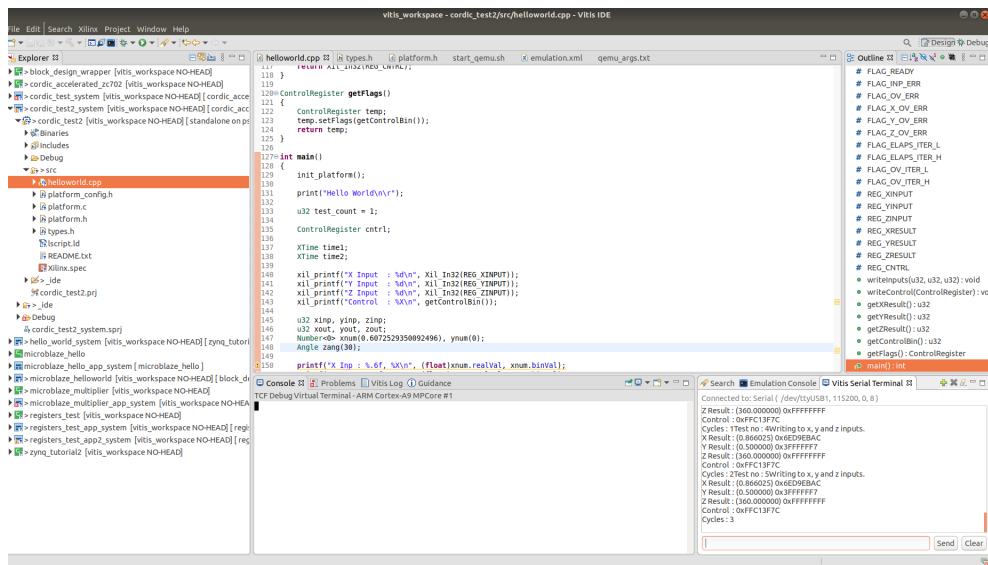 vitis_workspace - cordic_test2/src/helloworld.cpp - Vitis IDE
File Edit Search Xilinx Project Window Help
Design Debug
Explorer
> block_design_wrapper [vitis_workspace NO-HEAD]
> cordic_accelerated_zc702 [vitis_workspace NO-HEAD]
> cordic_test_system [vitis_workspace NO-HEAD] [ cordic_acce
> cordic_test2_system [vitis_workspace NO-HEAD] [ cordic_acc
> cordic_test2 [vitis_workspace NO-HEAD] [ standalone on ps
Binaries
Includes
> Debug
> src
helloworld.cpp
platform_config.h
platform.c
platform.h
types.h
lscript.ld
README.txt
Xilinx.spec
> _ide
cordic_test2.prj
> _ide
Debug
cordic_test2_system.sprj
> hello_world_system [vitis_workspace NO-HEAD] [ zynq_tutori
microblaze_hello
microblaze_hello_app_system [ microblaze_hello ]
> microblaze_helloworld [vitis_workspace NO-HEAD] [ block_de
> microblaze_multiplier [vitis_workspace NO-HEAD]
> microblaze_multiplier_app_system [vitis_workspace NO-HEA
> registers_test [vitis_workspace NO-HEAD]
> registers_test_app_system [vitis_workspace NO-HEAD] [ regi
> registers_test_app2_system [vitis_workspace NO-HEAD] [ reg
> zynq_tutorial2 [vitis_workspace NO-HEAD]
helloworld.cpp types.h platform.h start_qemu.sh emulation.xml qemu_args.txt
117 return Xil_In32(REG_CNTRL);
118 }
119
120 ControlRegister getFlags()
121 {
122 ControlRegister temp;
123 temp.setFlags(getControlBin());
124 return temp;
125 }
126
127 int main()
128 {
129 init_platform();
130
131 print("Hello World\n\r");
132
133 u32 test_count = 1;
134
135 ControlRegister cntrl;
136
137 XTime time1;
138 XTime time2;
139
140 xil_printf("X Input : %d\n", Xil_In32(REG_XINPUT));
141 xil_printf("Y Input : %d\n", Xil_In32(REG_YINPUT));
142 xil_printf("Z Input : %d\n", Xil_In32(REG_ZINPUT));
143 xil_printf("Control : %X\n", getControlBin());
144
145 u32 xinp, yinp, zinp;
146 u32 xout, yout, zout;
147 Number<0> xnum(0.6072529350092496), ynum(0);
148 Angle zang(30);
149
150 printf("X Inp : %.6f, %X\n", (float)xnum.realVal, xnum.binVal);
Outline
# FLAG_READY
# FLAG_INP_ERR
# FLAG_OV_ERR
# FLAG_X_OV_ERR
# FLAG_Y_OV_ERR
# FLAG_Z_OV_ERR
# FLAG_ELAPS_ITER_L
# FLAG_ELAPS_ITER_H
# FLAG_OV_ITER_L
# FLAG_OV_ITER_H
# REG_XINPUT
# REG_YINPUT
# REG_ZINPUT
# REG_XRESULT
# REG_YRESULT
# REG_ZRESULT
# REG_CNTRL
writeInputs(u32, u32, u32) : void
writeControl(ControlRegister) : vo
getXResult() : u32
getYResult() : u32
getZResult() : u32
getControlBin() : u32
getFlags() : ControlRegister
main() : int
Console Problems Vitis Log Guidance
TCF Debug Virtual Terminal - ARM Cortex-A9 MPCore #1
Search Emulation Console Vitis Serial Terminal
Connected to: Serial ( /dev/ttyUSB1, 115200, 0, 8 )
Z Result : (360.000000) 0xFFFFFFFF
Control : 0xFFC13F7C
Cycles : 1Test no : 4Writing to x, y and z inputs.
X Result : (0.866025) 0x6ED9EBAC
Y Result : (0.500000) 0x3FFFFFF7
Z Result : (360.000000) 0xFFFFFFFF
Control : 0xFFC13F7C
Cycles : 2Test no : 5Writing to x, y and z inputs.
X Result : (0.866025) 0x6ED9EBAC
Y Result : (0.500000) 0x3FFFFFF7
Z Result : (360.000000) 0xFFFFFFFF
Control : 0xFFC13F7C
Cycles : 3
Send Clear